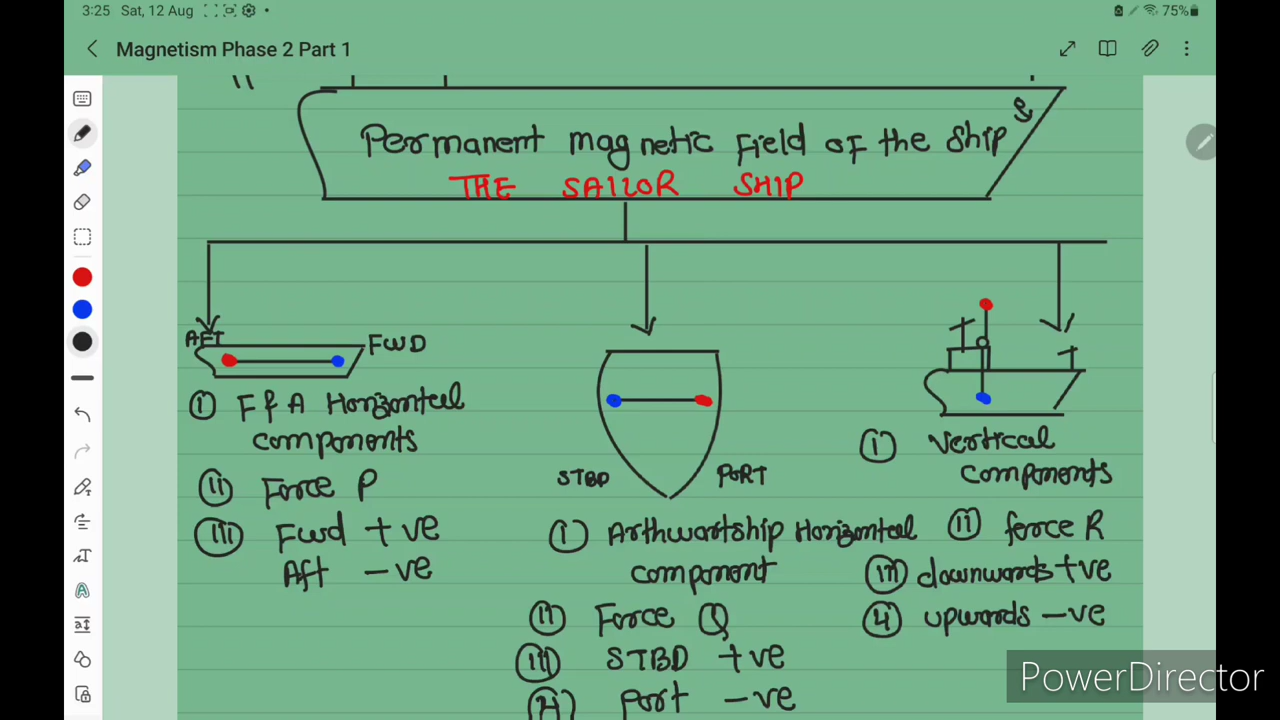 3:25 Sat, 12 Aug
75%
Magnetism Phase 2 Part 1
Permanent magnetic Field of the Ship
THE SAILOR SHIP
AFT
FWD
i F & A Horizonteel
components
ii Force P
iii Fwd +ve
Aft -ve
STBD
PORT
i Arthwartship Horizonteel
component
ii Force Q
iii STBD +ve
Port -ve
i Vertical
Components
ii force R
iii downwards +ve
4 upwards -ve
PowerDirector